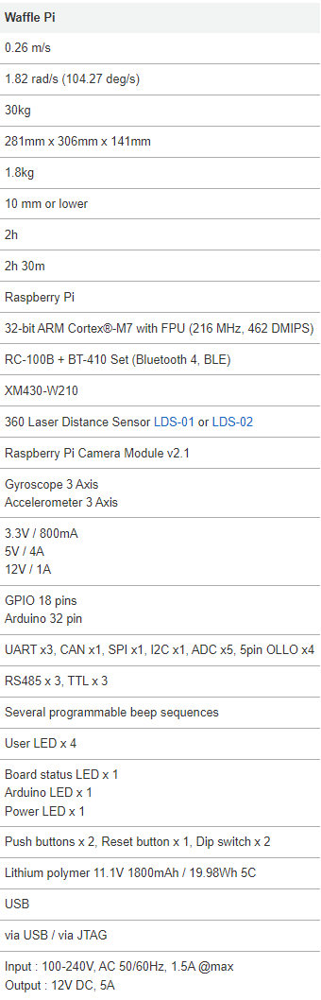 Waffle Pi
0.26 m/s
1.82 rad/s (104.27 deg/s)
30kg
281mm x 306mm x 141mm
1.8kg
10 mm or lower
2h
2h 30m
Raspberry Pi
32-bit ARM Cortex®-M7 with FPU (216 MHz, 462 DMIPS)
RC-100B + BT-410 Set (Bluetooth 4, BLE)
XM430-W210
360 Laser Distance Sensor LDS-01 or LDS-02
Raspberry Pi Camera Module v2.1
Gyroscope 3 Axis
Accelerometer 3 Axis
3.3V / 800mA
5V / 4A
12V / 1A
GPIO 18 pins
Arduino 32 pin
UART x3, CAN x1, SPI x1, I2C x1, ADC x5, 5pin OLLO x4
RS485 x 3, TTL x 3
Several programmable beep sequences
User LED x 4
Board status LED x 1
Arduino LED x 1
Power LED x 1
Push buttons x 2, Reset button x 1, Dip switch x 2
Lithium polymer 11.1V 1800mAh / 19.98Wh 5C
USB
via USB / via JTAG
Input : 100-240V, AC 50/60Hz, 1.5A @max
Output : 12V DC, 5A